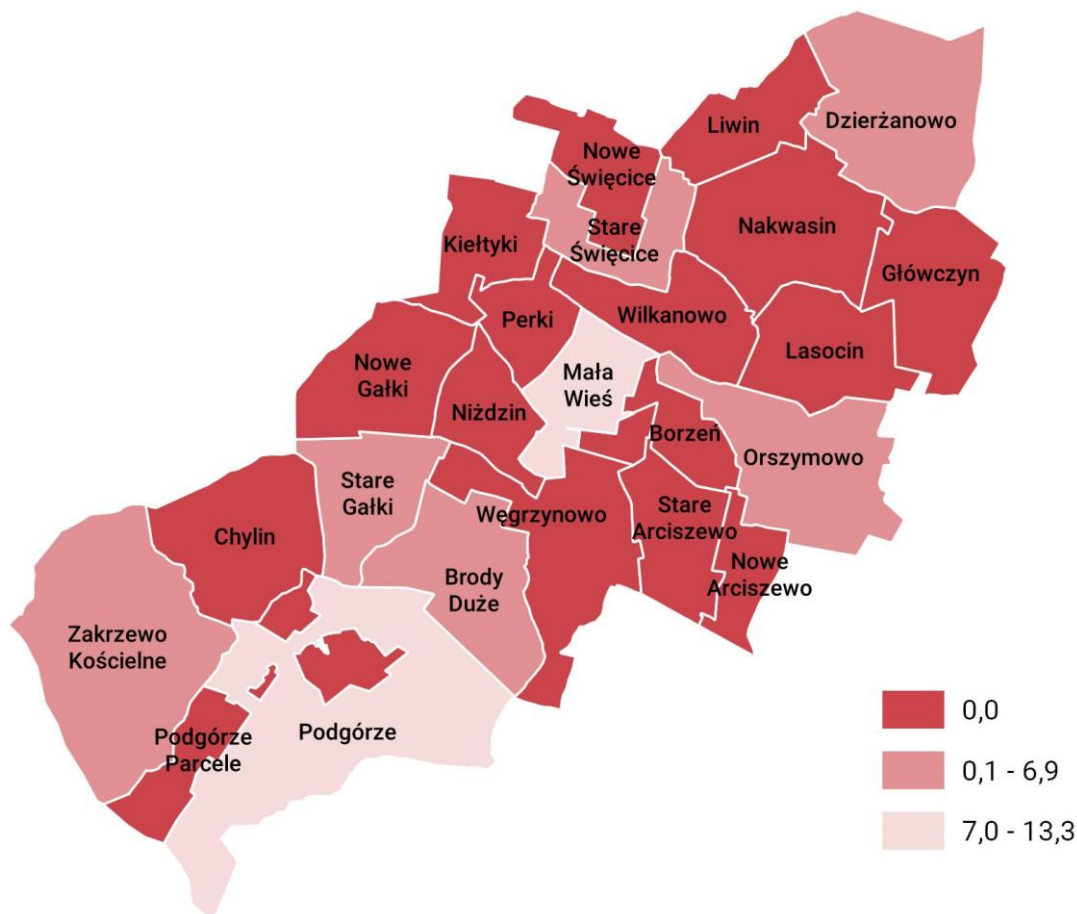 Liwin
Dzierżanowo
Nowe
Święcice
Stare
Święcice
Nakwasin
Kiełtyki
Główczyn
Perki
Wilkanowo
Lasocin
Nowe
Gałki
Mała
Wieś
Niżdzin
Borzeń
Orszymowo
Stare
Gałki
Węgrzynowo
Stare
Arciszewo
Chylin
Nowe
Arciszewo
Brody
Duże
Zakrzewo
Kościelne
Podgórze
Parcele
Podgórze
0,0
0,1 - 6,9
7,0 - 13,3